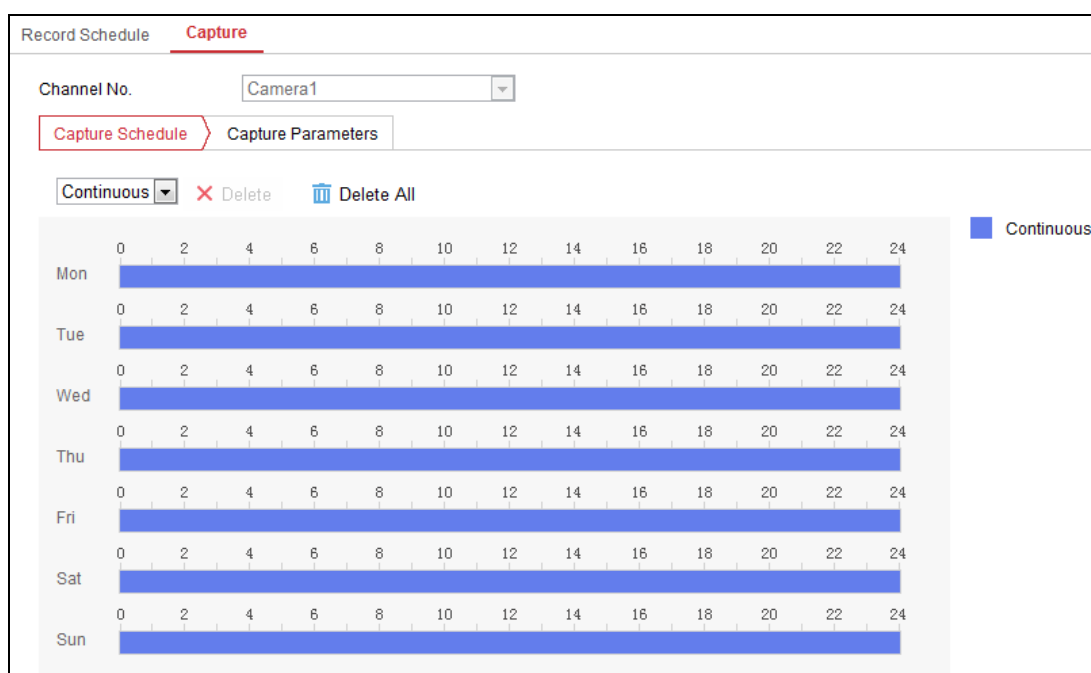 Record Schedule Capture
Channel No. Camera1
Capture Schedule Capture Parameters
Continuous Delete Delete All
Continuous
0 2 4 6 8 10 12 14 16 18 20 22 24
Mon
0 2 4 6 8 10 12 14 16 18 20 22 24
Tue
0 2 4 6 8 10 12 14 16 18 20 22 24
Wed
0 2 4 6 8 10 12 14 16 18 20 22 24
Thu
0 2 4 6 8 10 12 14 16 18 20 22 24
Fri
0 2 4 6 8 10 12 14 16 18 20 22 24
Sat
0 2 4 6 8 10 12 14 16 18 20 22 24
Sun